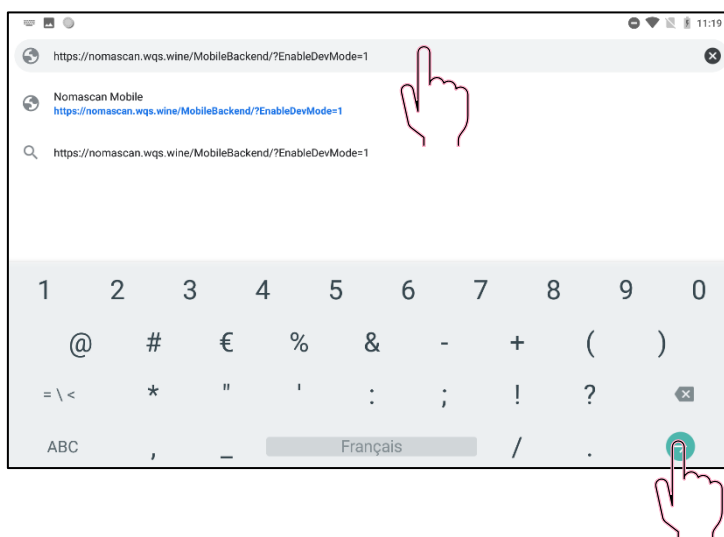 11:19
https://nomascan.wqs.wine/MobileBackend/?EnableDevMode=1
Nomascan Mobile
https://nomascan.wqs.wine/MobileBackend/?EnableDevMode=1
https://nomascan.wqs.wine/MobileBackend/?EnableDevMode=1
1 2 3 4 5 6 7 8 9 0
@ # € % & - + ( )
= \ < * " ' : ; ! ?
ABC , _ Français / .